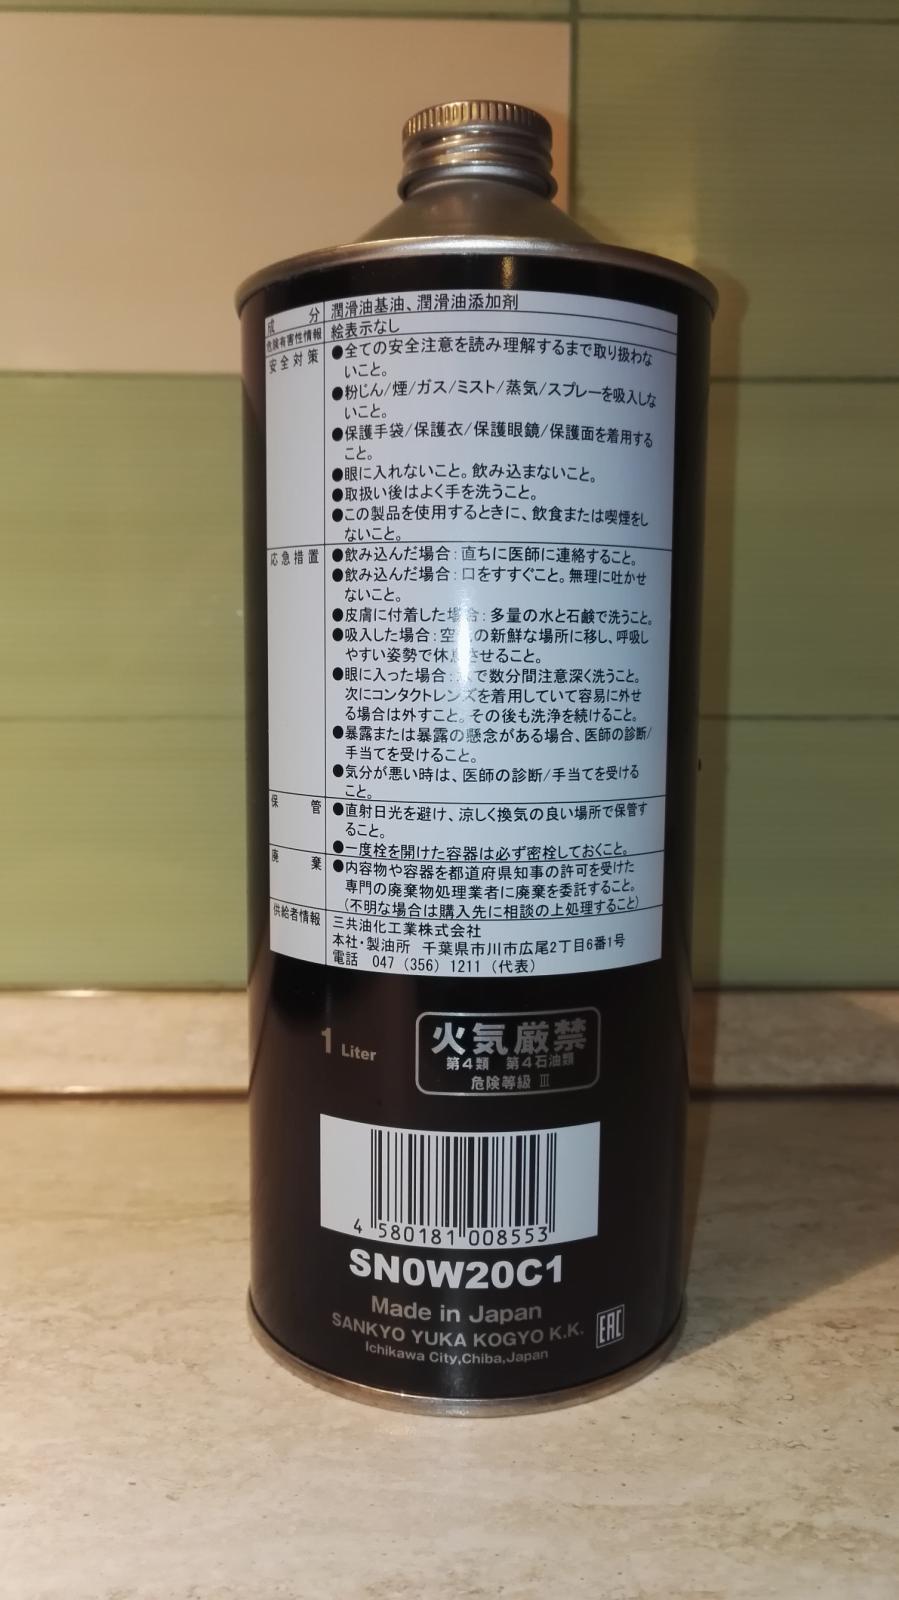 成 分 潤滑油基油、潤滑油添加剤
危険有害性情報 絵表示なし
安全対策 ●全ての安全注意を読み理解するまで取り扱わな
いこと。
●粉じん/煙/ガス/ミスト/蒸気/スプレーを吸入しな
いこと。
●保護手袋/保護衣/保護眼鏡/保護面を着用する
こと。
●眼に入れないこと。飲み込まないこと。
●取扱い後はよく手を洗うこと。
●この製品を使用するときに、飲食または喫煙をし
ないこと。
応急措置 ●飲み込んだ場合:直ちに医師に連絡すること。
●飲み込んだ場合:口をすすぐこと。無理に吐かせ
ないこと。
●皮膚に付着した場合:多量の水と石鹸で洗うこと。
●吸入した場合:空気の新鮮な場所に移し、呼吸し
やすい姿勢で休息させること。
●眼に入った場合:水で数分間注意深く洗うこと。
次にコンタクトレンズを着用していて容易に外せ
る場合は外すこと。その後も洗浄を続けること。
●暴露または暴露の懸念がある場合、医師の診断/
手当てを受けること。
●気分が悪い時は、医師の診断/手当てを受ける
こと。
保 管 ●直射日光を避け、涼しく換気の良い場所で保管す
ること。
●一度栓を開けた容器は必ず密栓しておくこと。
廃 棄 ●内容物や容器を都道府県知事の許可を受けた
専門の廃棄物処理業者に廃棄を委託すること。
(不明な場合は購入先に相談の上処理すること)
供給者情報 三共油化工業株式会社
本社・製油所 千葉県市川市広尾2丁目6番1号
電話 047(356)1211(代表)
1 Liter
火気厳禁
第4類 第4石油類
危険等級 Ⅲ
4 580181 008553
SN0W20C1
Made in Japan
SANKYO YUKA KOGYO K.K.
Ichikawa City,Chiba,Japan
EAC